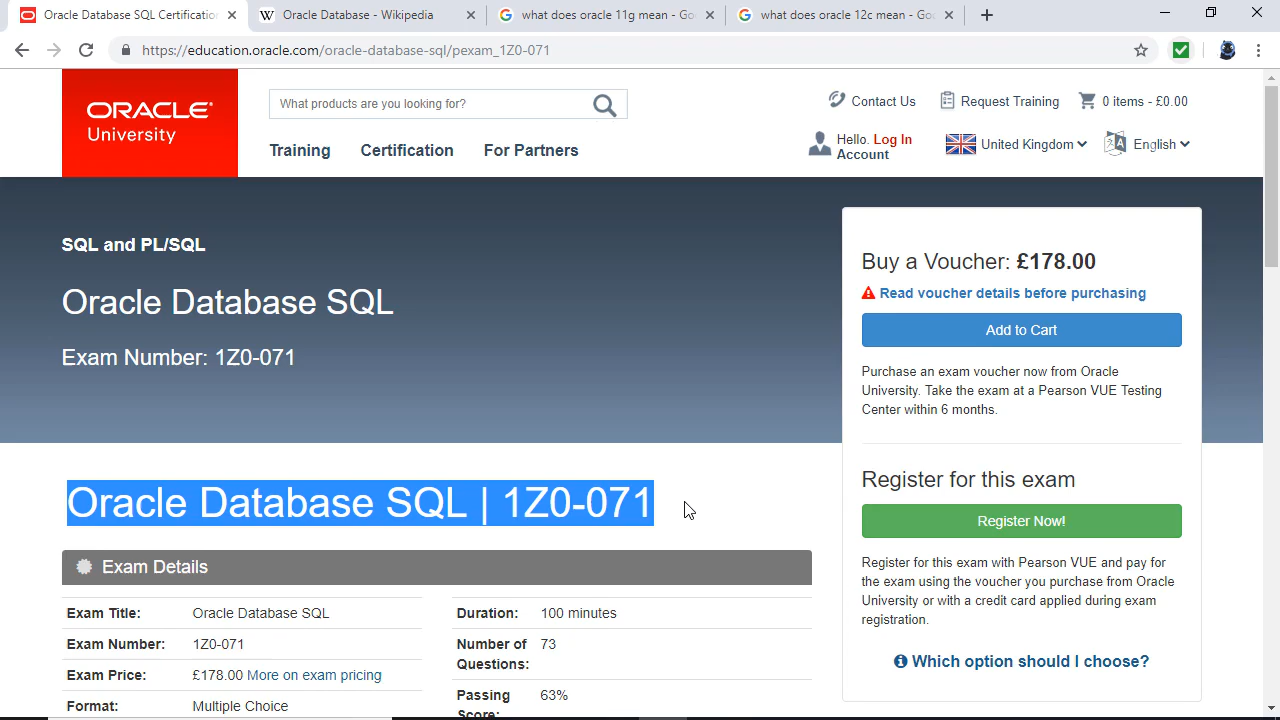 Oracle Database SQL Certification
Oracle Database - Wikipedia
what does oracle 11g mean - Go
what does oracle 12c mean - Go
https://education.oracle.com/oracle-database-sql/pexam_1Z0-071
ORACLE
University
What products are you looking for?
Contact Us
Request Training
0 items - £0.00
Training
Certification
For Partners
Hello. Log In
Account
United Kingdom
English
SQL and PL/SQL
Oracle Database SQL
Exam Number: 1Z0-071
Buy a Voucher: £178.00
Read voucher details before purchasing
Add to Cart
Purchase an exam voucher now from Oracle
University. Take the exam at a Pearson VUE Testing
Center within 6 months.
Oracle Database SQL | 1Z0-071
Register for this exam
Register Now!
Register for this exam with Pearson VUE and pay for
the exam using the voucher you purchase from Oracle
University or with a credit card applied during exam
registration.
Which option should I choose?
Exam Details
Exam Title: Oracle Database SQL
Exam Number: 1Z0-071
Exam Price: £178.00 More on exam pricing
Format: Multiple Choice
Duration: 100 minutes
Number of 73
Questions:
Passing 63%
Score: